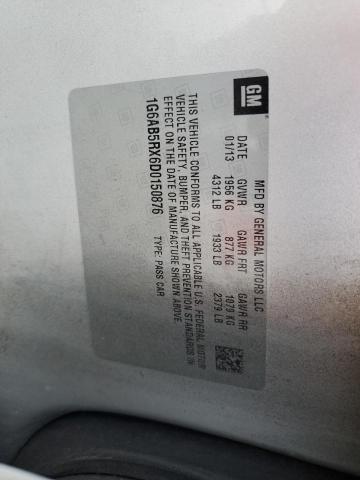 GM
MFD BY GENERAL MOTORS LLC
DATE GVWR GAWR FRT GAWR RR
01/13 1956 KG 877 KG 1079 KG
4312 LB 1933 LB 2379 LB
THIS VEHICLE CONFORMS TO ALL APPLICABLE U.S. FEDERAL MOTOR
VEHICLE SAFETY, BUMPER, AND THEFT PREVENTION STANDARDS IN
EFFECT ON THE DATE OF MANUFACTURE SHOWN ABOVE
1G6AB5RX6D0150876 TYPE: PASS CAR